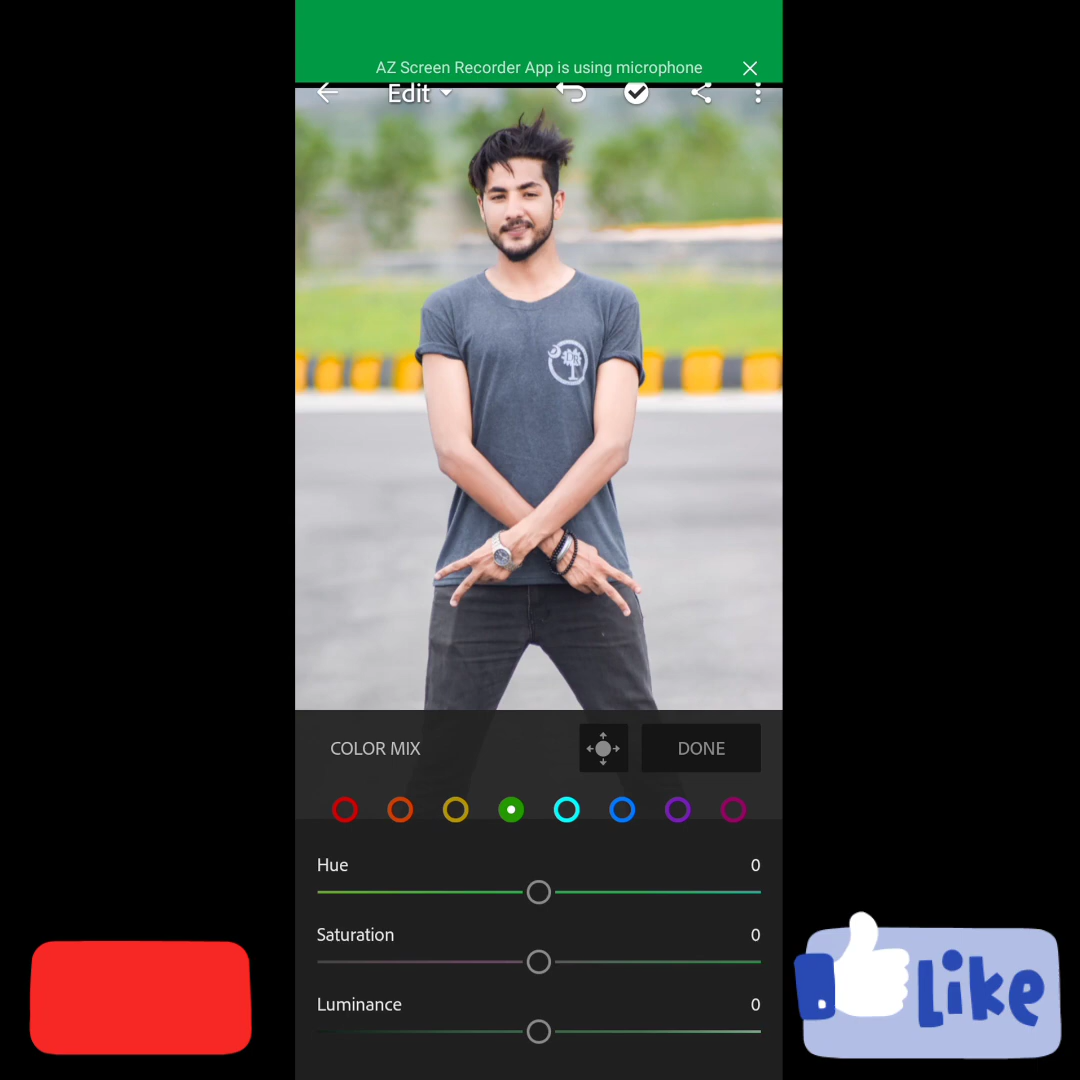 AZ Screen Recorder App is using microphone
Edit
COLOR MIX
DONE
Hue 0
Saturation 0
Luminance 0
Like